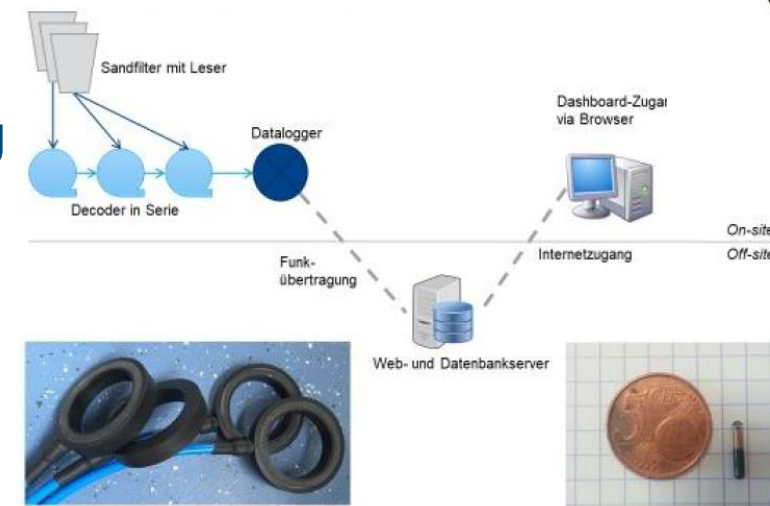 Sandfilter mit Leser
Dashboard-Zugar
via Browser
Datalogger
Decoder in Serie
On-site
Funk-
übertragung
Internetzugang
Off-site
Web- und Datenbankserver